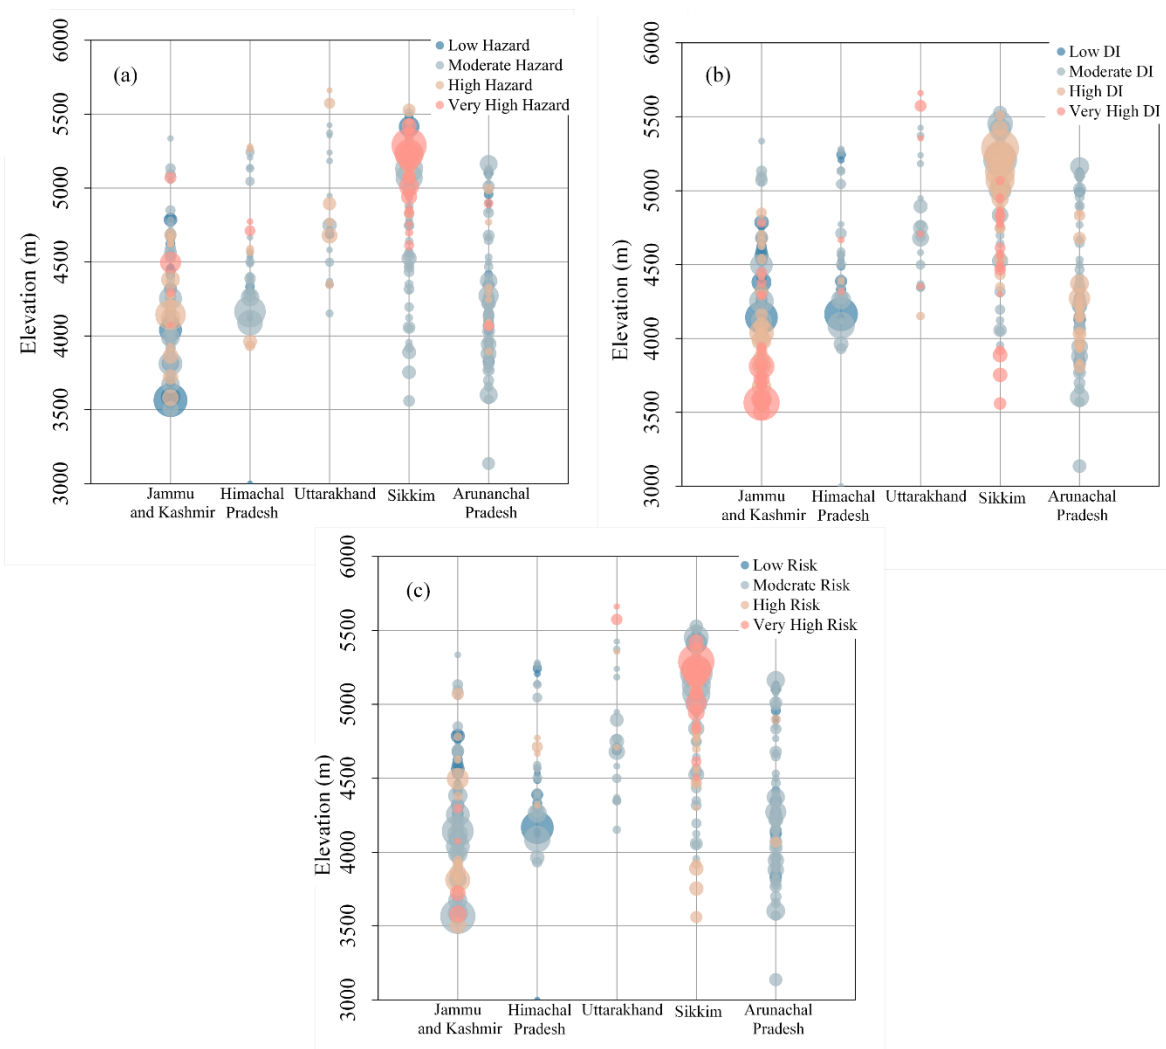 (a)
Low Hazard
Moderate Hazard
High Hazard
Very High Hazard
Elevation (m)
6000
5500
5000
4500
4000
3500
3000
Jammu
and Kashmir
Himachal
Pradesh
Uttarakhand
Sikkim
Arunanchal
Pradesh
(b)
Low DI
Moderate DI
High DI
Very High DI
Elevation (m)
6000
5500
5000
4500
4000
3500
3000
Jammu
and Kashmir
Himachal
Pradesh
Uttarakhand
Sikkim
Arunachal
Pradesh
(c)
Low Risk
Moderate Risk
High Risk
Very High Risk
Elevation (m)
6000
5500
5000
4500
4000
3500
3000
Jammu
and Kashmir
Himachal
Pradesh
Uttarakhand
Sikkim
Arunachal
Pradesh